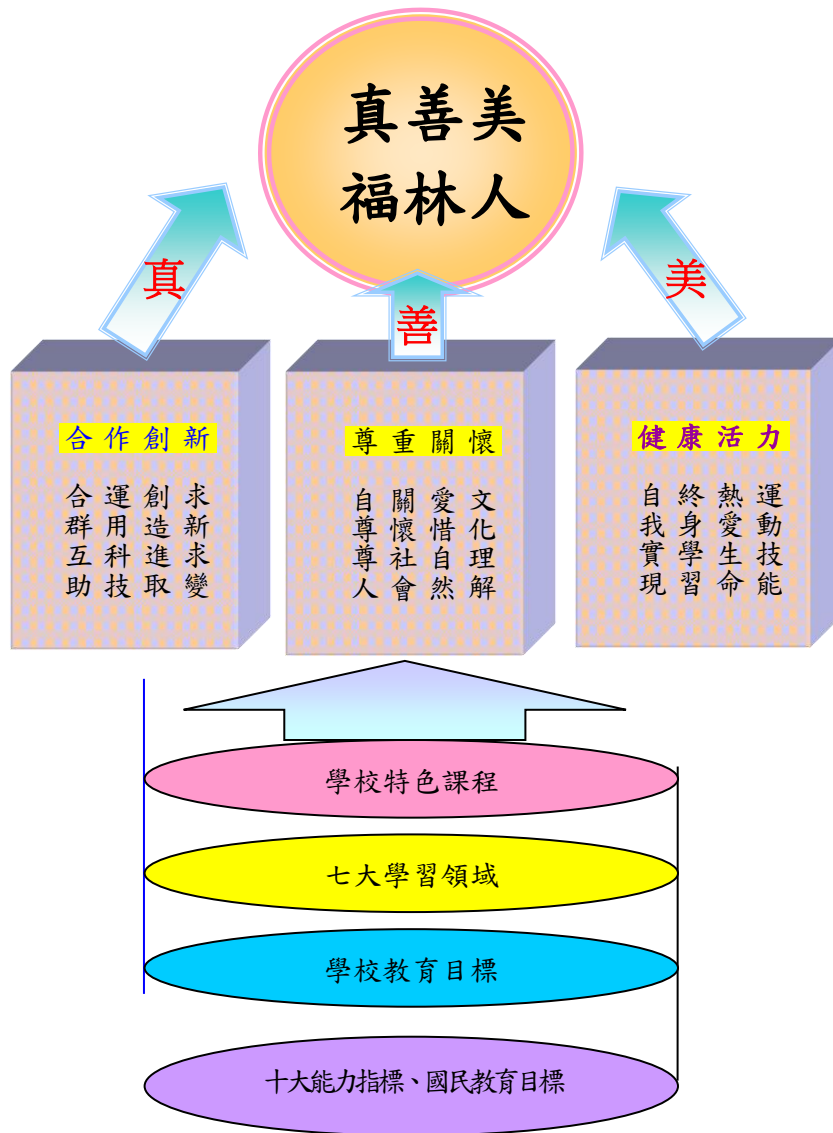 真善美
福林人
真
善
美
合作創新
合群互助
運用科技
創造進取
求新求變
尊重關懷
自尊尊人
關懷社會
愛惜自然
文化理解
健康活力
自我實現
終身學習
熱愛生命
運動技能
學校特色課程
七大學習領域
學校教育目標
十大能力指標、國民教育目標